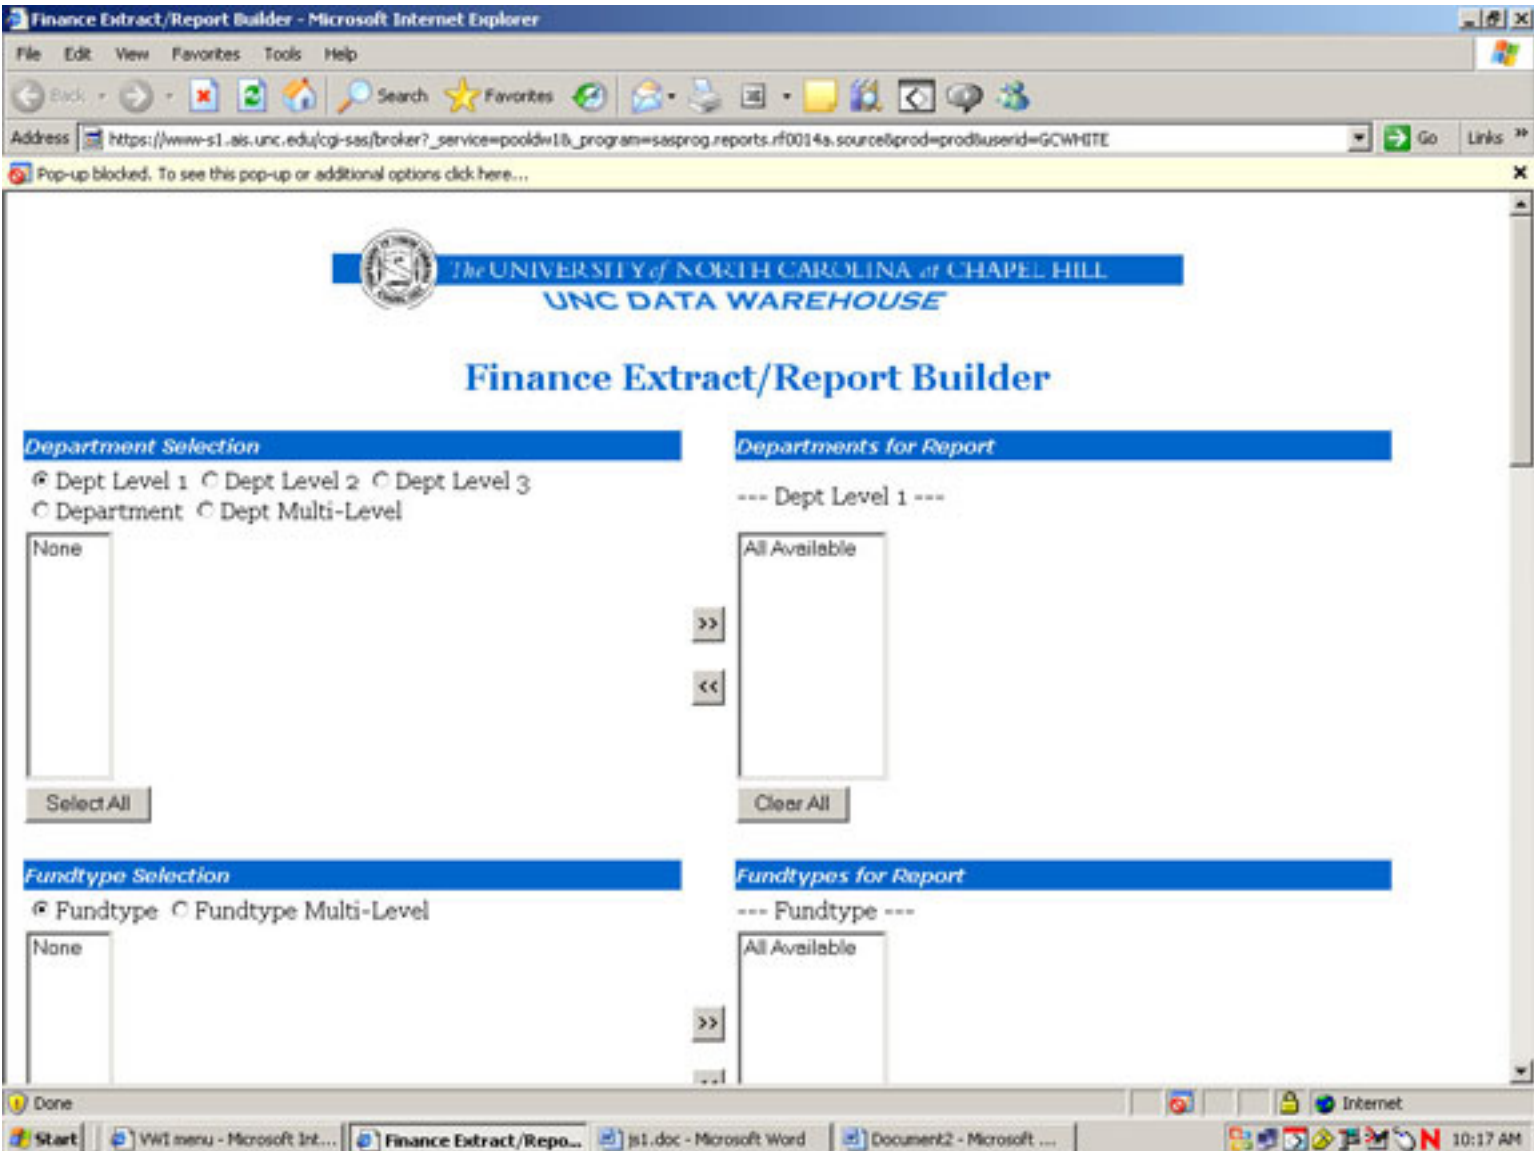 Finance Extract/Report Builder - Microsoft Internet Explorer
File Edit View Favorites Tools Help
Back Search Favorites
Address https://www-s1.ais.unc.edu/cgi-sas/broker?_service=pooldw1&_program=sasprog.reports.rf0014a.source&prod=prod&userid=GCWHITE Go Links »
Pop-up blocked. To see this pop-up or additional options click here...
The UNIVERSITY of NORTH CAROLINA at CHAPEL HILL
UNC DATA WAREHOUSE
Finance Extract/Report Builder
Department Selection Departments for Report
Dept Level 1 Dept Level 2 Dept Level 3
Department Dept Multi-Level
--- Dept Level 1 ---
None All Available
>>
<<
Select All Clear All
Fundtype Selection Fundtypes for Report
Fundtype Fundtype Multi-Level --- Fundtype ---
None All Available
>>
<<
Done Internet
Start VWI menu - Microsoft Int... Finance Extract/Repo... js1.doc - Microsoft Word Document2 - Microsoft ... N 10:17 AM